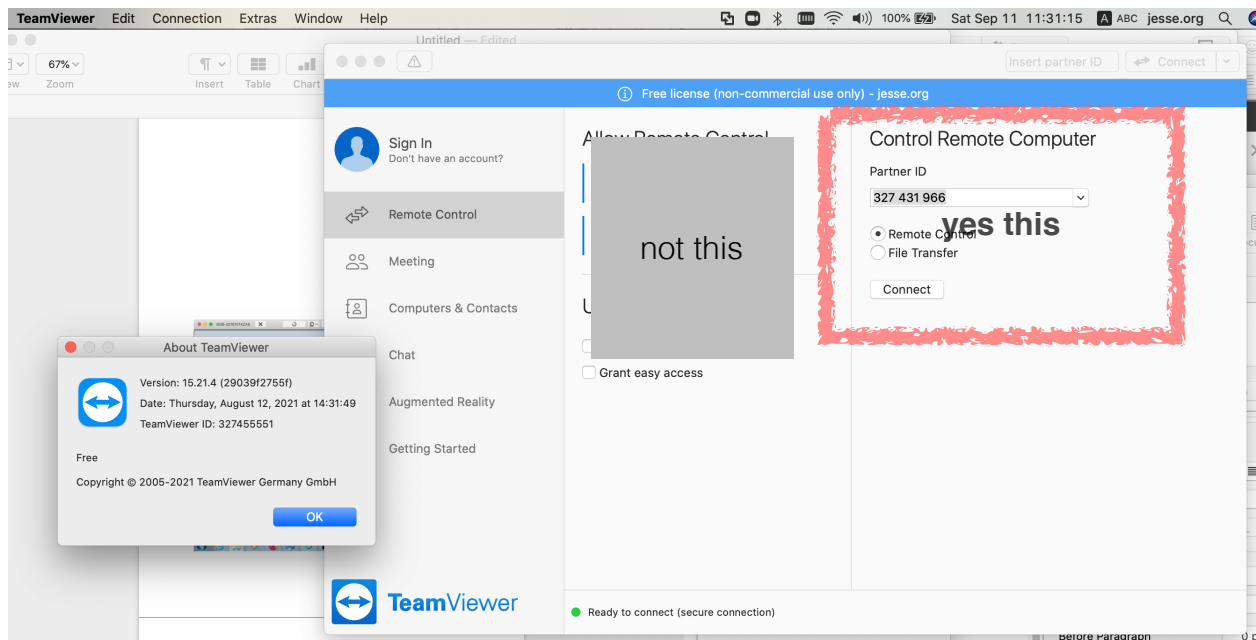 TeamViewer Edit Connection Extras Window Help 100% Sat Sep 11 11:31:15 A ABC jesse.org
Untitled — Edited
67%
Zoom
Insert
Table
Chart
Insert partner ID
Connect
Free license (non-commercial use only) - jesse.org
Sign In
Don't have an account?
Remote Control
Meeting
Computers & Contacts
Chat
Augmented Reality
Getting Started
TeamViewer
Allow Remote Control
not this
Grant easy access
Control Remote Computer
Partner ID
327 431 966
yes this
Remote Control
File Transfer
Connect
Ready to connect (secure connection)
About TeamViewer
Version: 15.21.4 (29039f2755f)
Date: Thursday, August 12, 2021 at 14:31:49
TeamViewer ID: 327455551
Free
Copyright © 2005-2021 TeamViewer Germany GmbH
OK
Before Paragraph